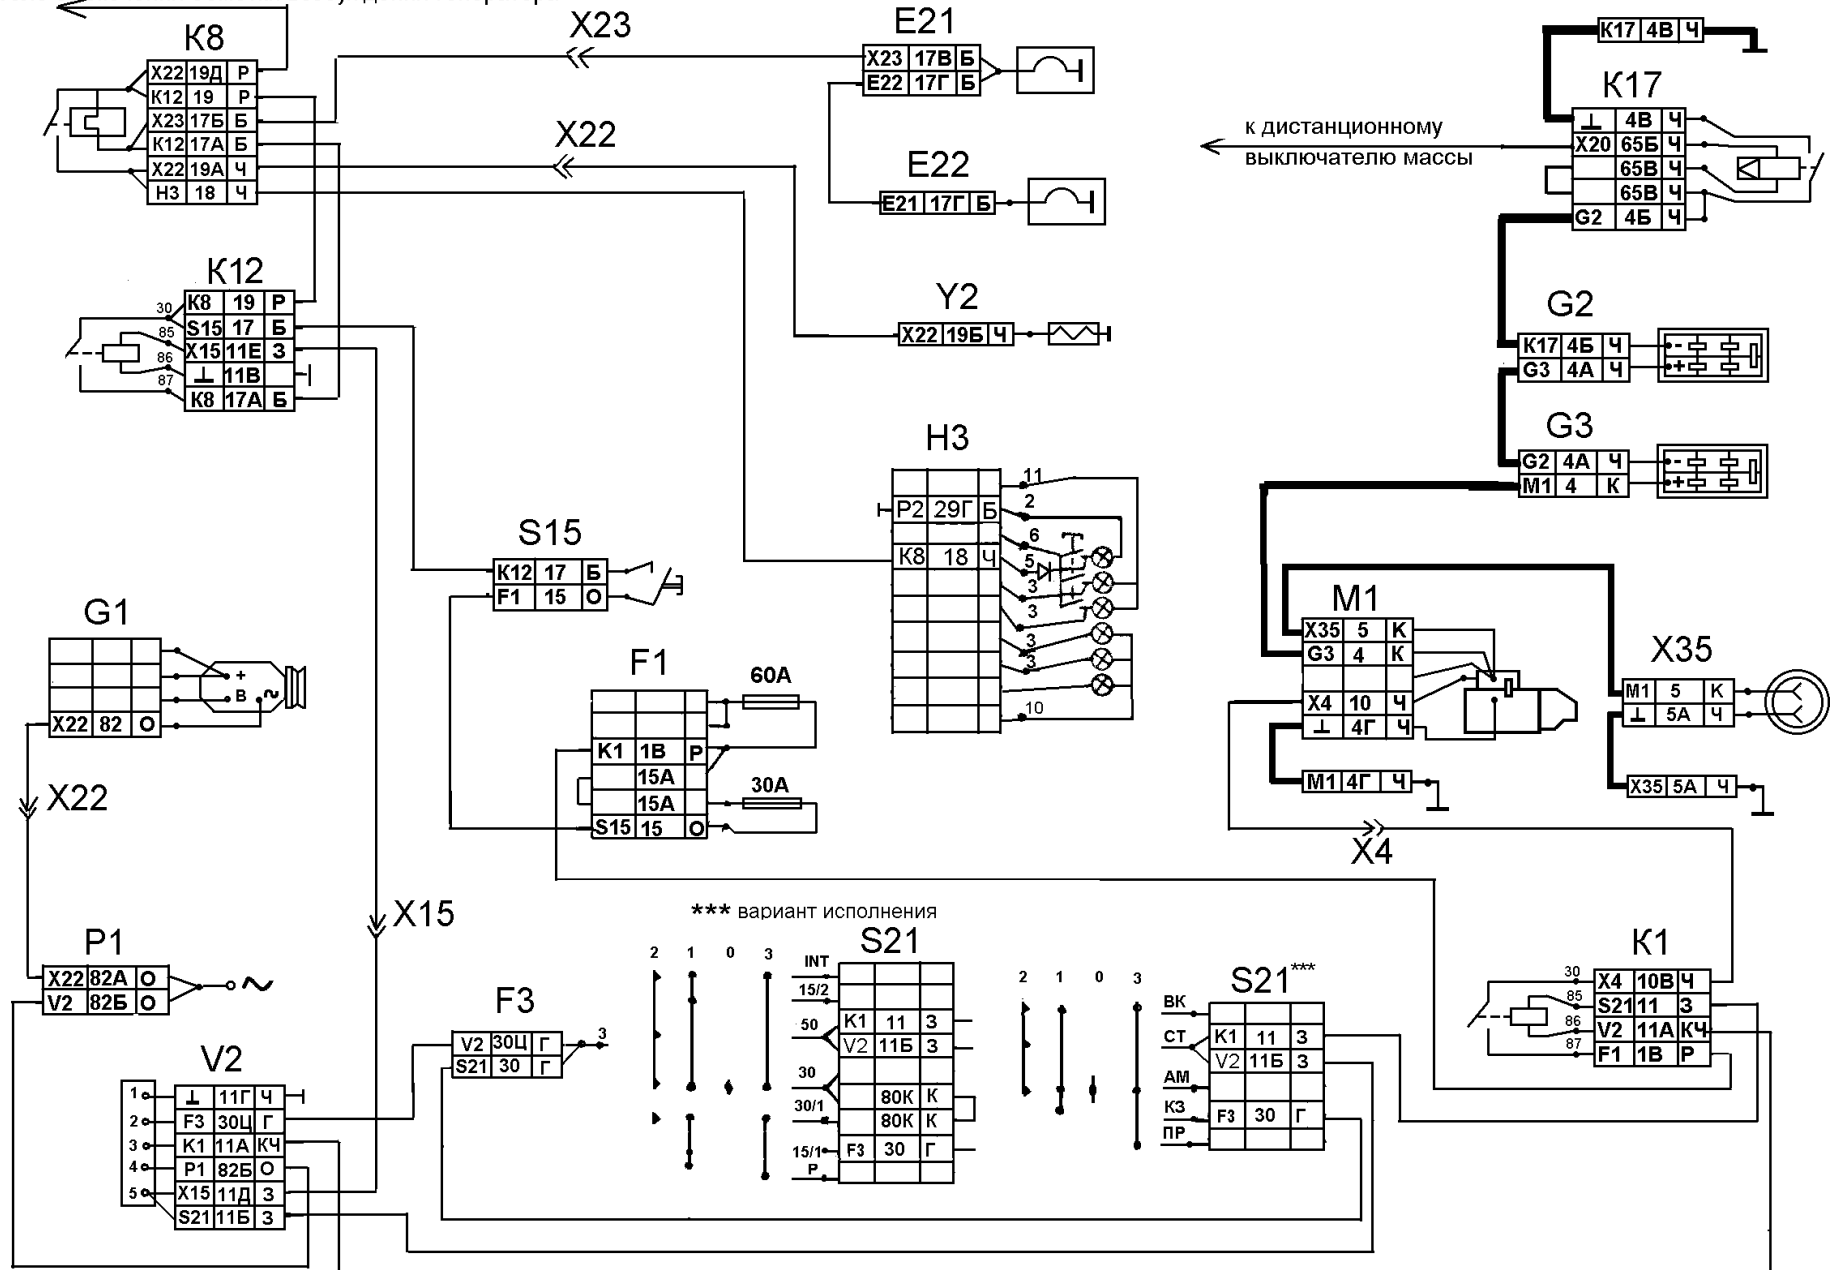 К8
X22 19Д Р
К12 19 Р
X23 17Б Б
К12 17А Б
X22 19А Ч
Н3 18 Ч
X23
X22
E21
X23 17В Б
E22 17Г Б
E22
E21 17Г Б
К17 4В Ч
К17
⊥ 4В Ч
X20 65Б Ч
65В Ч
65В Ч
G2 4Б Ч
к дистанционному
выключателю массы
К12
30
85
86
87
К8 19 Р
S15 17 Б
X15 11Е З
⊥ 11В
К8 17А Б
Y2
X22 19Б Ч
G2
К17 4Б Ч
G3 4А Ч
- +
G3
G2 4А Ч
М1 4 К
- +
Н3
Р2 29Г Б
К8 18 Ч
11
2
6
5
3
3
3
3
10
S15
К12 17 Б
F1 15 О
G1
X22 82 О
+
В
~
F1
К1 1В Р
15А
15А
S15 15 О
60А
30А
М1
X35 5 К
G3 4 К
X4 10 Ч
⊥ 4Г Ч
М1 4Г Ч
X35
М1 5 К
⊥ 5А Ч
X35 5А Ч
X4
X22
X15
*** вариант исполнения
Р1
X22 82А О
V2 82Б О
~
F3
V2 30Ц Г
S21 30 Г
3
V2
1
2
3
4
5
⊥ 11Г Ч
F3 30Ц Г
К1 11А КЧ
Р1 82Б О
X15 11Д З
S21 11Б З
S21
2 1 0 3
INT
15/2
50
30
30/1
15/1
Р
К1 11 З
V2 11Б З
80К К
80К К
F3 30 Г
S21***
2 1 0 3
ВК
СТ
АМ
КЗ
ПР
К1 11 З
V2 11Б З
F3 30 Г
К1
30
85
86
87
X4 10В Ч
S21 11 З
V2 11А КЧ
F1 1В Р